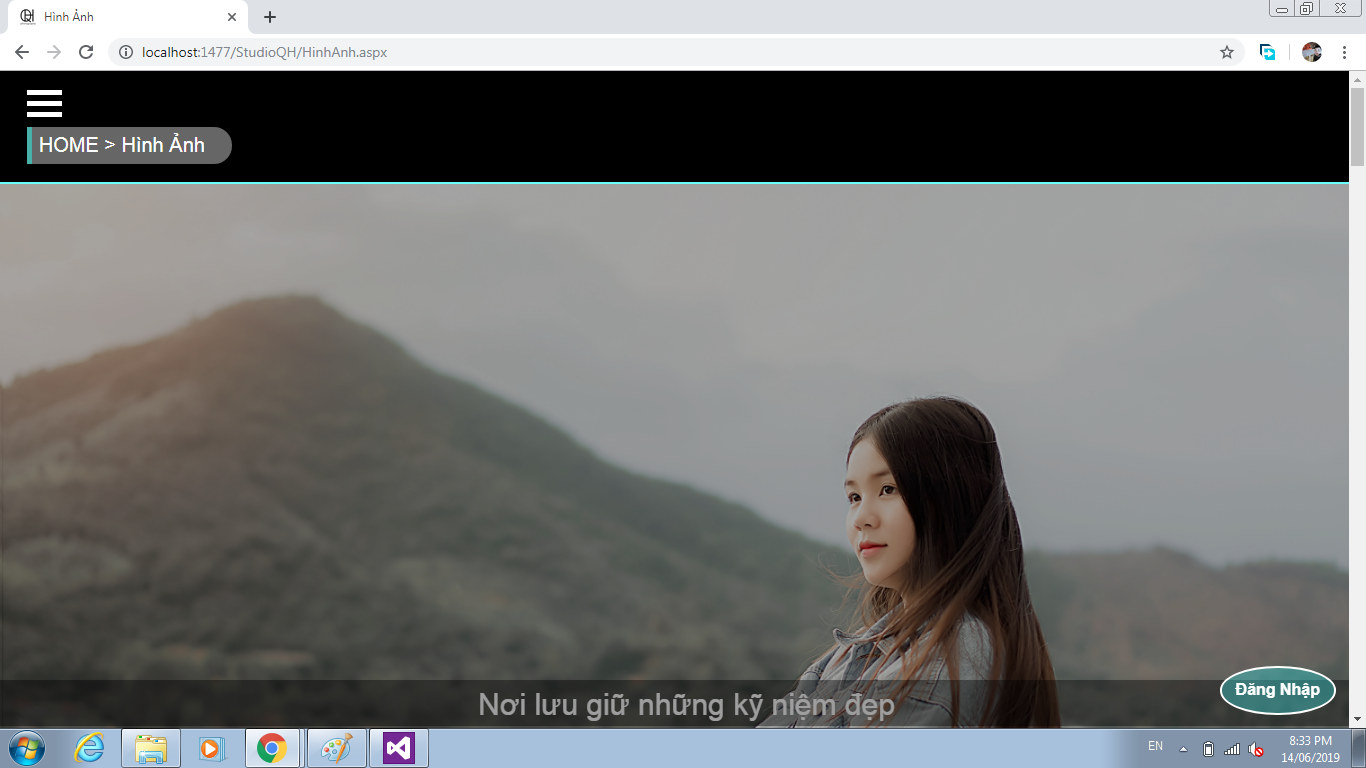 Hình Ảnh
localhost:1477/StudioQH/HinhAnh.aspx
HOME > Hình Ảnh
Nơi lưu giữ những kỹ niệm đẹp
Đăng Nhập
EN
8:33 PM
14/06/2019